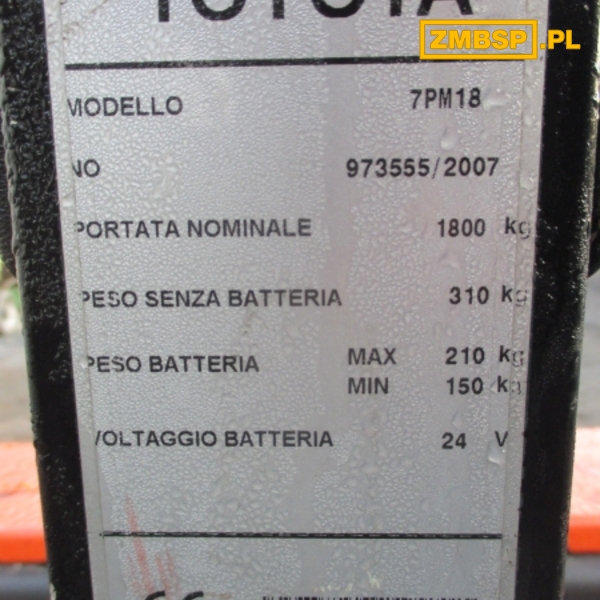 TOYOTA
ZMBSP.PL
MODELLO 7PM18
NO 973555/2007
PORTATA NOMINALE 1800 kg
PESO SENZA BATTERIA 310 kg
PESO BATTERIA MAX 210 kg
MIN 150 kg
VOLTAGGIO BATTERIA 24 V